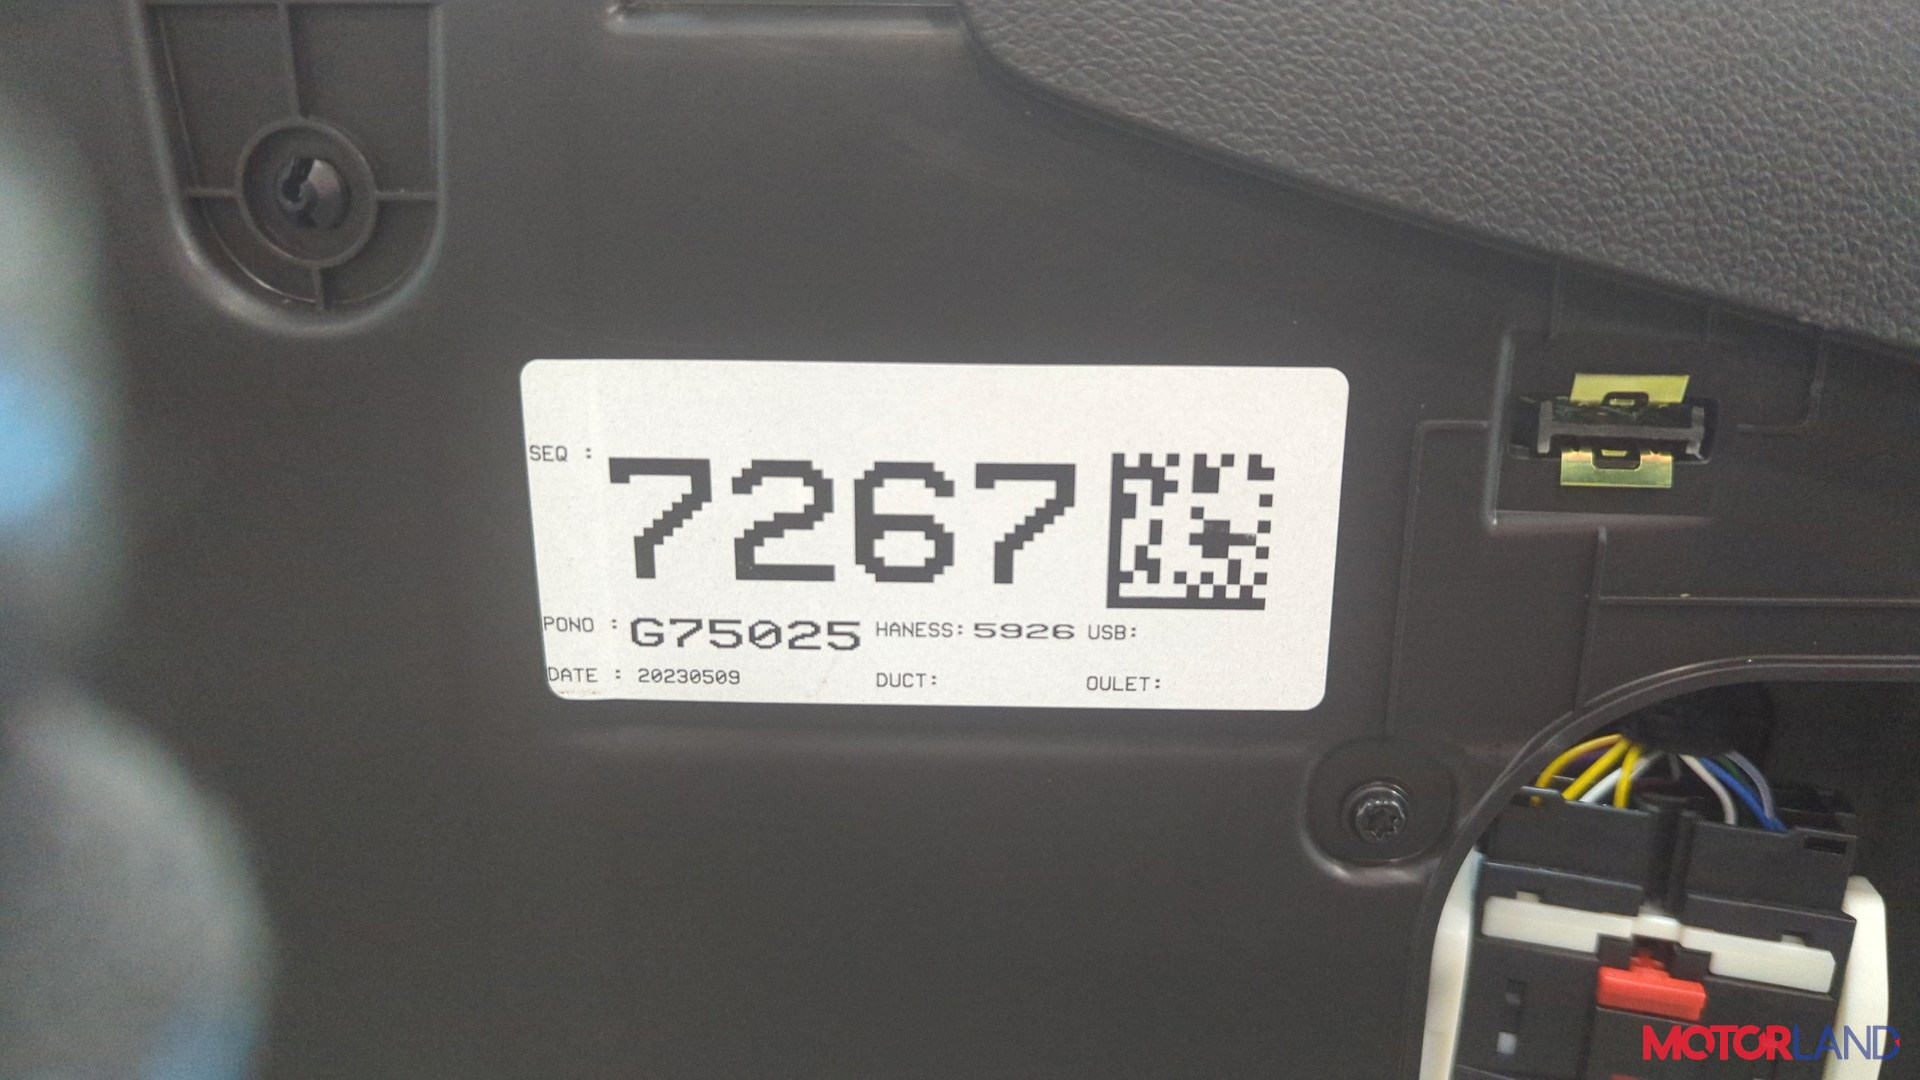 SEQ : 7267
PONO : G75025 HANESS: 5926 USB:
DATE : 20230509 DUCT: OULET:
MOTORLAND